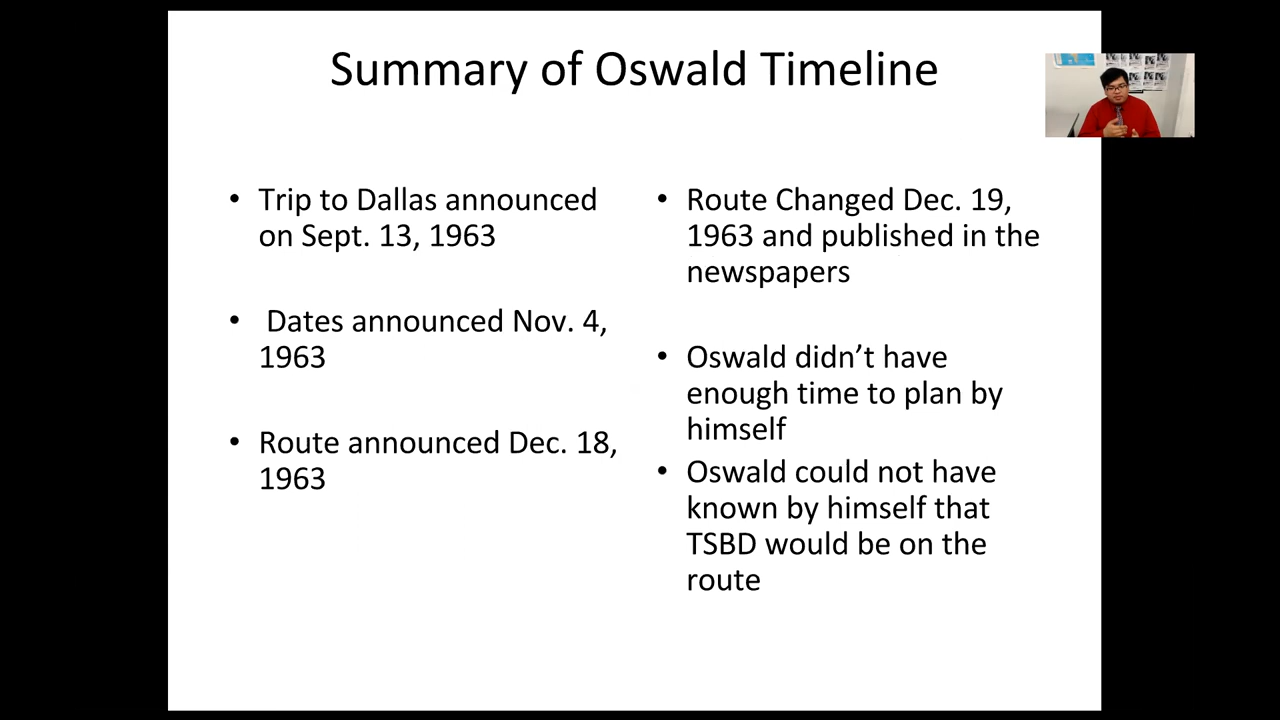 Summary of Oswald Timeline
• Trip to Dallas announced
on Sept. 13, 1963
• Dates announced Nov. 4,
1963
• Route announced Dec. 18,
1963
• Route Changed Dec. 19,
1963 and published in the
newspapers
• Oswald didn’t have
enough time to plan by
himself
• Oswald could not have
known by himself that
TSBD would be on the
route